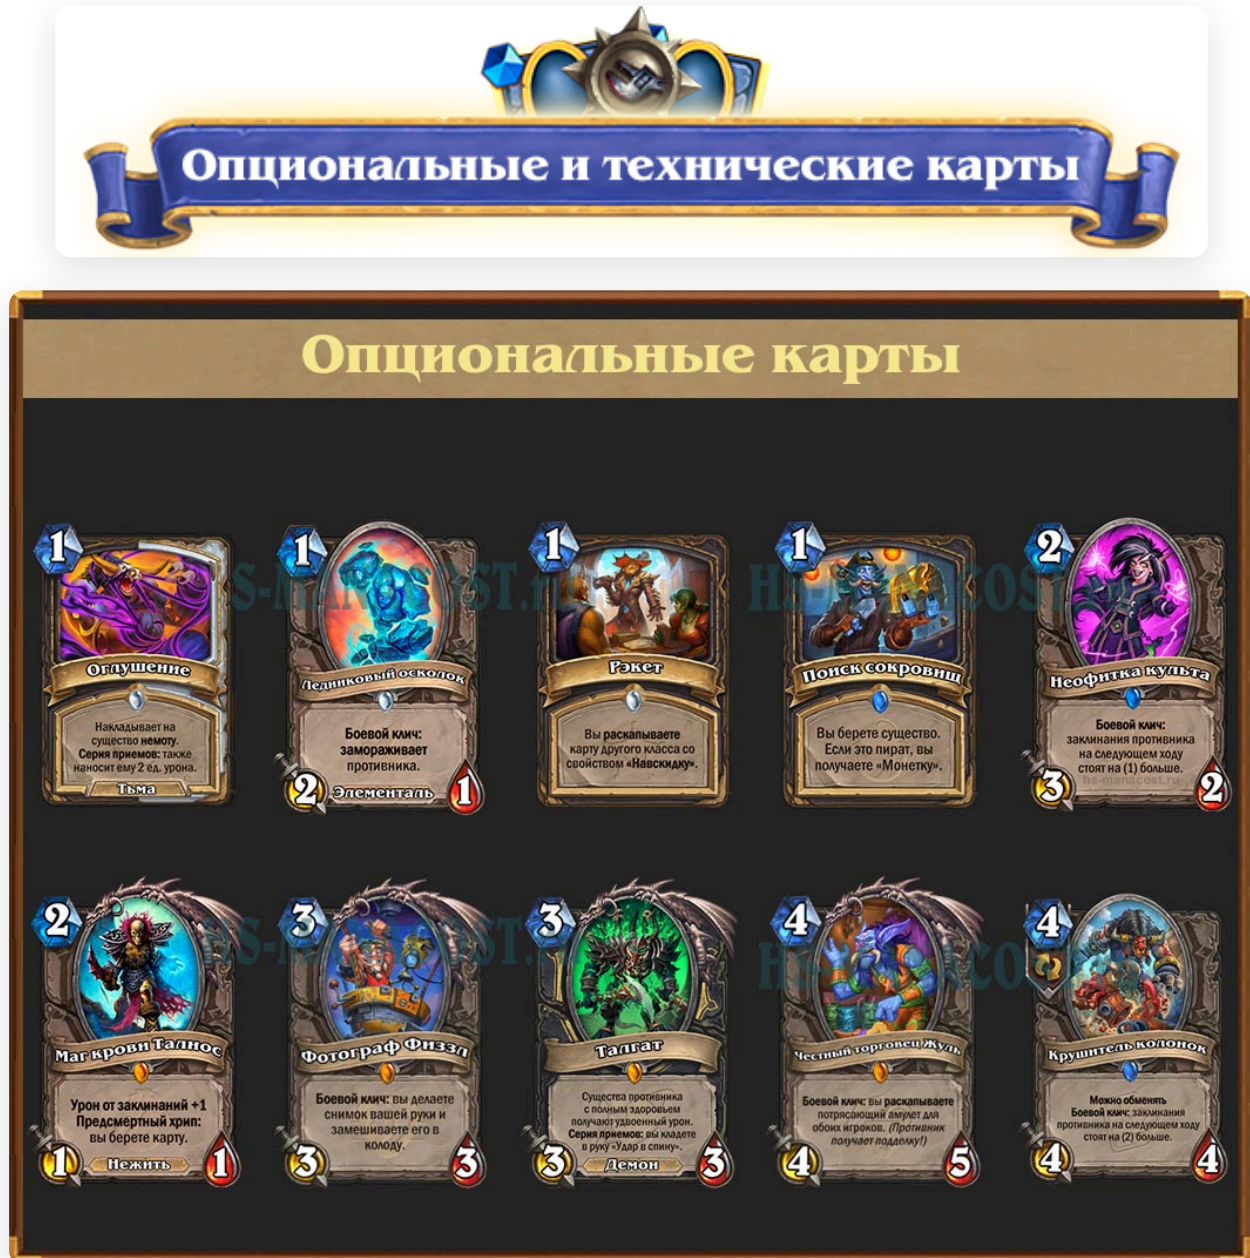 Опциональные и технические карты
Опциональные карты
1
Оглушение
Накладывает на
существо немоту.
Серия приемов: также
наносит ему 2 ед. урона.
Тьма
1
Ледниковый осколок
Боевой клич:
замораживает
противника.
2
Элементаль
1
1
Рэкет
Вы раскапываете
карту другого класса со
свойством «Навскидку».
1
Поиск сокровищ
Вы берете существо.
Если это пират, вы
получаете «Монетку».
2
Неофитка культа
Боевой клич:
заклинания противника
на следующем ходу
стоят на (1) больше.
hs-manacost.ru
3
2
HS-MANACOST.ru
HS-MANACOST
2
Маг крови Талнос
Урон от заклинаний +1
Предсмертный хрип:
вы берете карту.
1
Нежить
1
3
Фотограф Физзл
Боевой клич: вы делаете
снимок вашей руки и
замешиваете его в
колоду.
3
3
3
Талгат
Существа противника
с полным здоровьем
получают удвоенный урон.
Серия приемов: вы кладете
в руку «Удар в спину».
3
Демон
3
4
Честный торговец Жуль
Боевой клич: вы раскапываете
потрясающий амулет для
обоих игроков. (Противник
получает подделку!)
4
5
4
Крушитель колонок
Можно обменять
Боевой клич: заклинания
противника на следующем ходу
стоят на (2) больше.
4
4